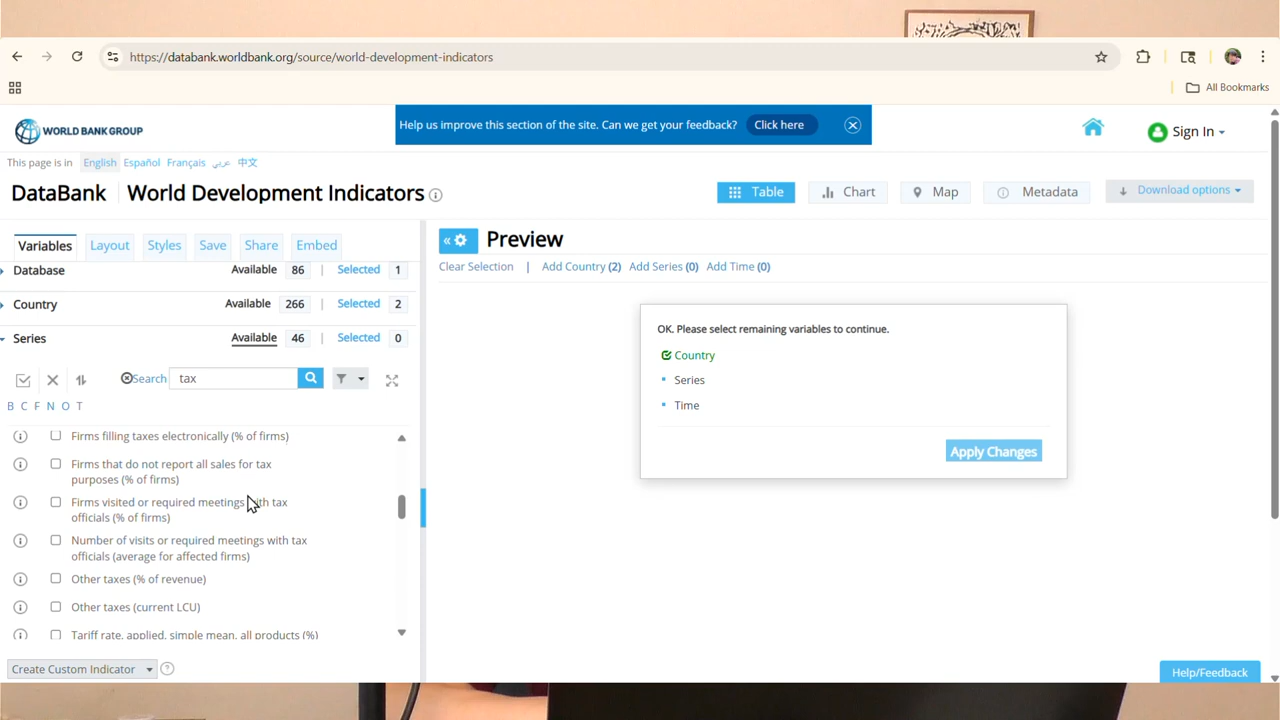 https://databank.worldbank.org/source/world-development-indicators
All Bookmarks
WORLD BANK GROUP
Help us improve this section of the site. Can we get your feedback? Click here
Sign In
This page is in English Español Français عربي 中文
DataBank World Development Indicators
Table Chart Map Metadata Download options
Variables Layout Styles Save Share Embed
Preview
Clear Selection | Add Country (2) Add Series (0) Add Time (0)
Database Available 86 | Selected 1
Country Available 266 | Selected 2
Series Available 46 | Selected 0
Search tax
B C F N O T
Firms filling taxes electronically (% of firms)
Firms that do not report all sales for tax
purposes (% of firms)
Firms visited or required meetings with tax
officials (% of firms)
Number of visits or required meetings with tax
officials (average for affected firms)
Other taxes (% of revenue)
Other taxes (current LCU)
Tariff rate, applied, simple mean, all products (%)
Create Custom Indicator ?
OK. Please select remaining variables to continue.
Country
Series
Time
Apply Changes
Help/Feedback